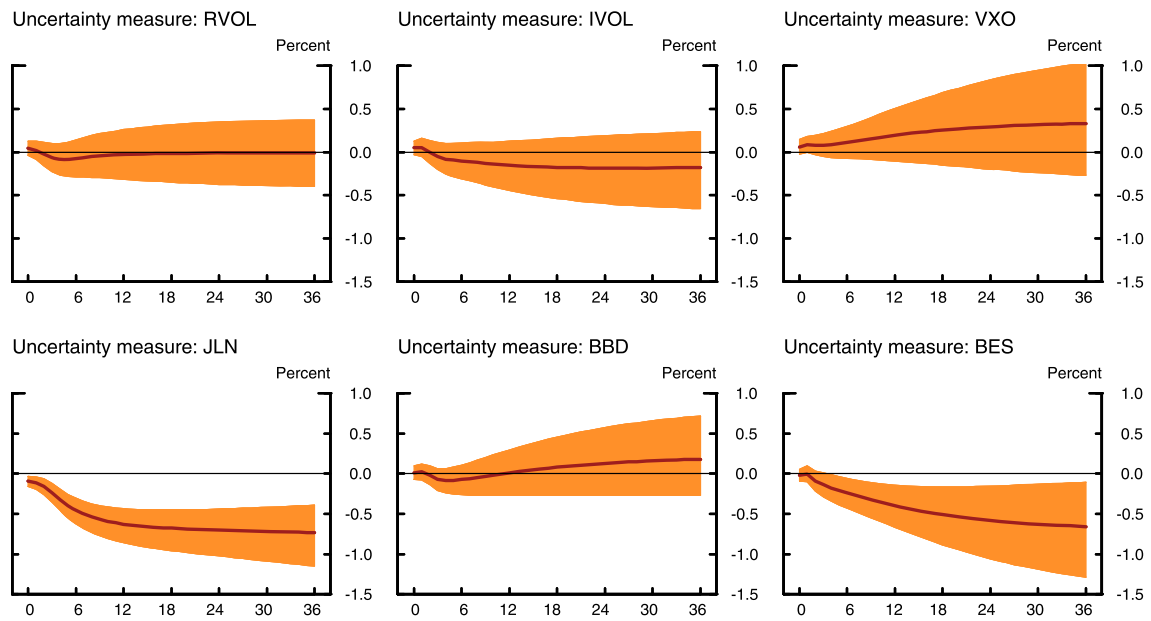 Uncertainty measure: RVOL
Percent
1.0
0.5
0.0
-0.5
-1.0
-1.5
0 6 12 18 24 30 36
Uncertainty measure: IVOL
Percent
1.0
0.5
0.0
-0.5
-1.0
-1.5
0 6 12 18 24 30 36
Uncertainty measure: VXO
Percent
1.0
0.5
0.0
-0.5
-1.0
-1.5
0 6 12 18 24 30 36
Uncertainty measure: JLN
Percent
1.0
0.5
0.0
-0.5
-1.0
-1.5
0 6 12 18 24 30 36
Uncertainty measure: BBD
Percent
1.0
0.5
0.0
-0.5
-1.0
-1.5
0 6 12 18 24 30 36
Uncertainty measure: BES
Percent
1.0
0.5
0.0
-0.5
-1.0
-1.5
0 6 12 18 24 30 36